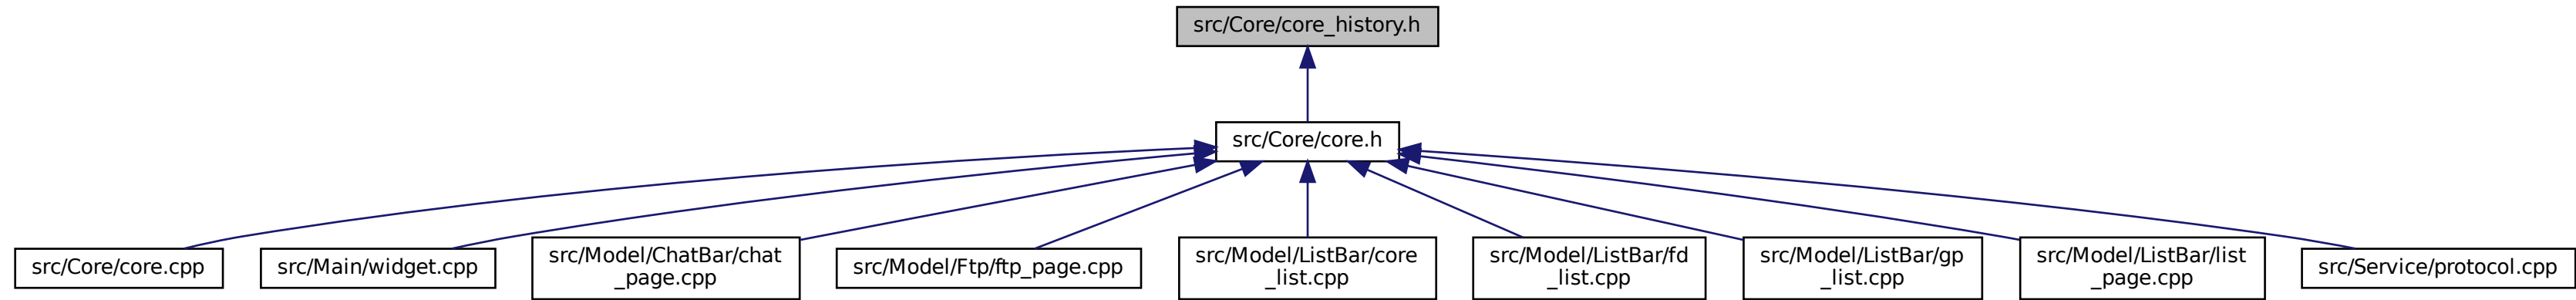 src/Core/core_history.h
src/Core/core.h
src/Core/core.cpp
src/Main/widget.cpp
src/Model/ChatBar/chat
_page.cpp
src/Model/Ftp/ftp_page.cpp
src/Model/ListBar/core
_list.cpp
src/Model/ListBar/fd
_list.cpp
src/Model/ListBar/gp
_list.cpp
src/Model/ListBar/list
_page.cpp
src/Service/protocol.cpp